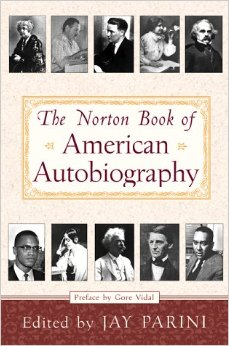 The Norton Book of
American
Autobiography
Preface by Gore Vidal
Edited by JAY PARINI